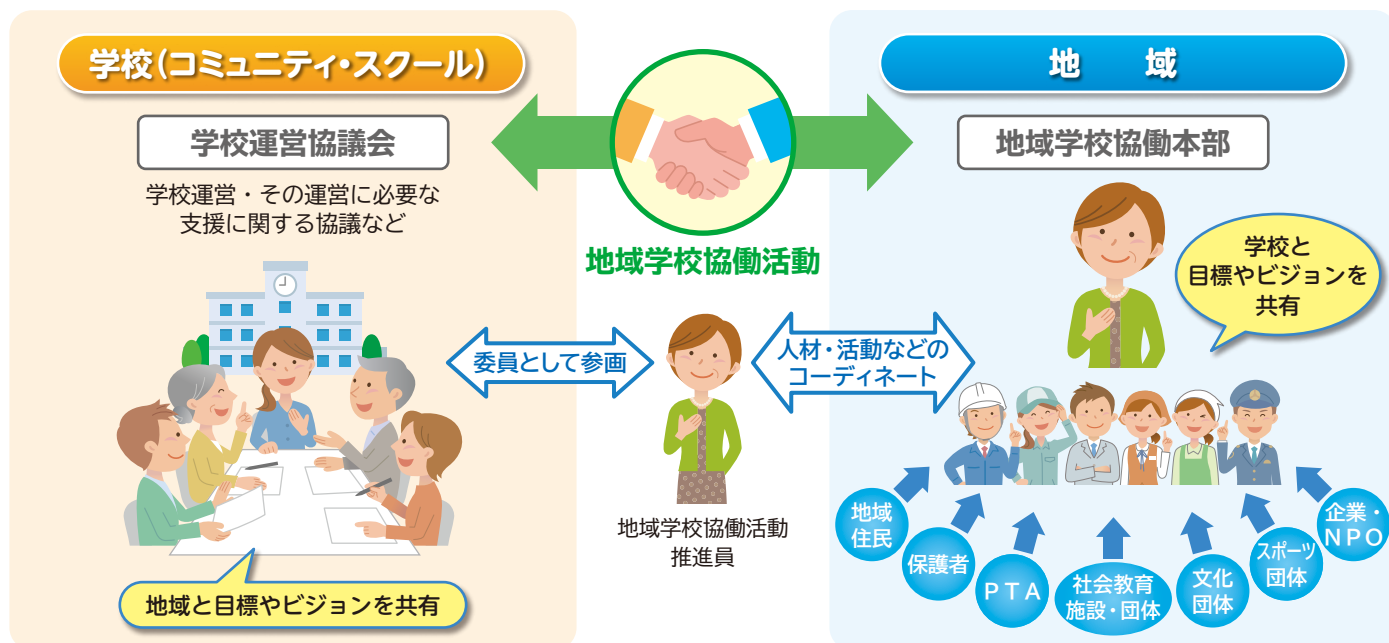 学校（コミュニティ・スクール）
学校運営協議会
学校運営・その運営に必要な
支援に関する協議など
地域と目標やビジョンを共有
地域学校協働活動
委員として参画
人材・活動などの
コーディネート
地域学校協働活動
推進員
地　域
地域学校協働本部
学校と
目標やビジョンを
共有
地域
住民
保護者
ＰＴＡ
社会教育
施設・団体
文化
団体
スポーツ
団体
企業・
ＮＰＯ